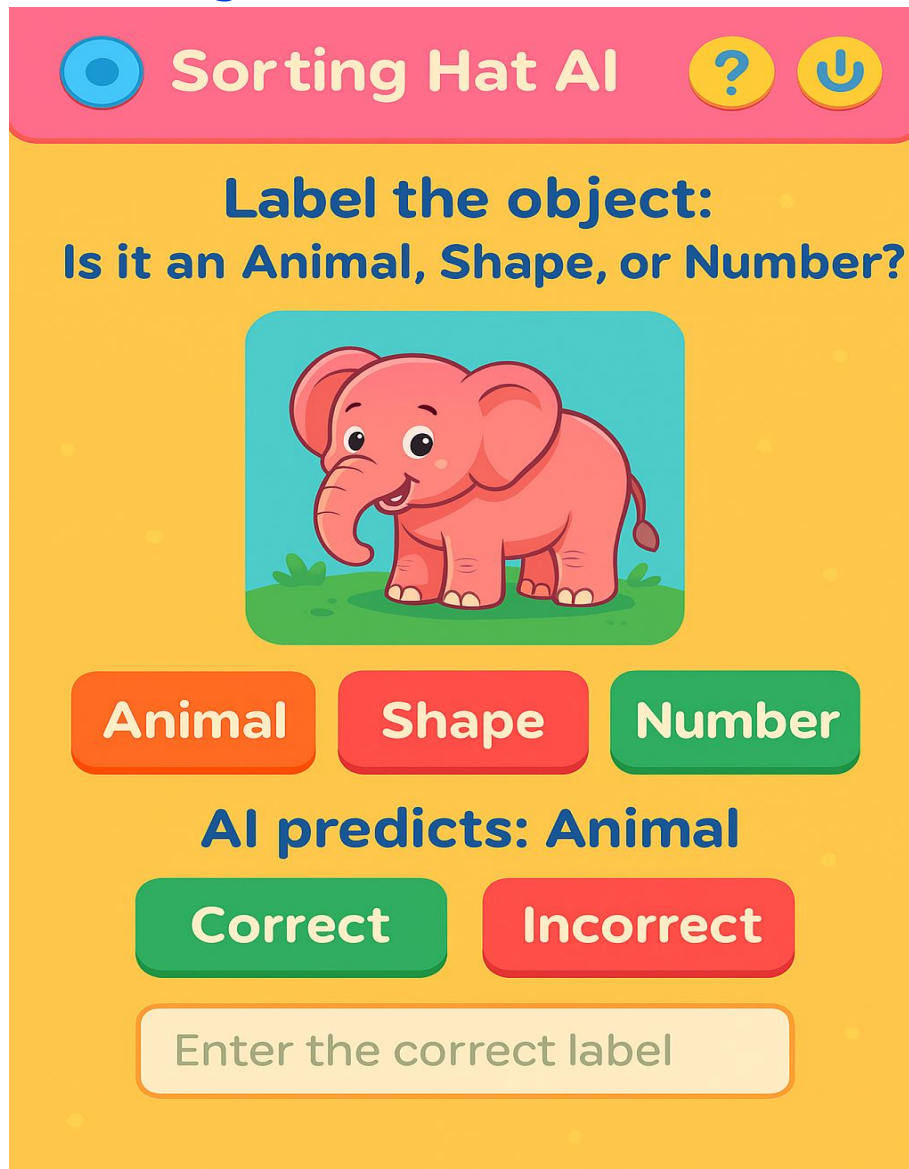 Sorting Hat AI ?
Label the object:
Is it an Animal, Shape, or Number?
Animal Shape Number
AI predicts: Animal
Correct Incorrect
Enter the correct label